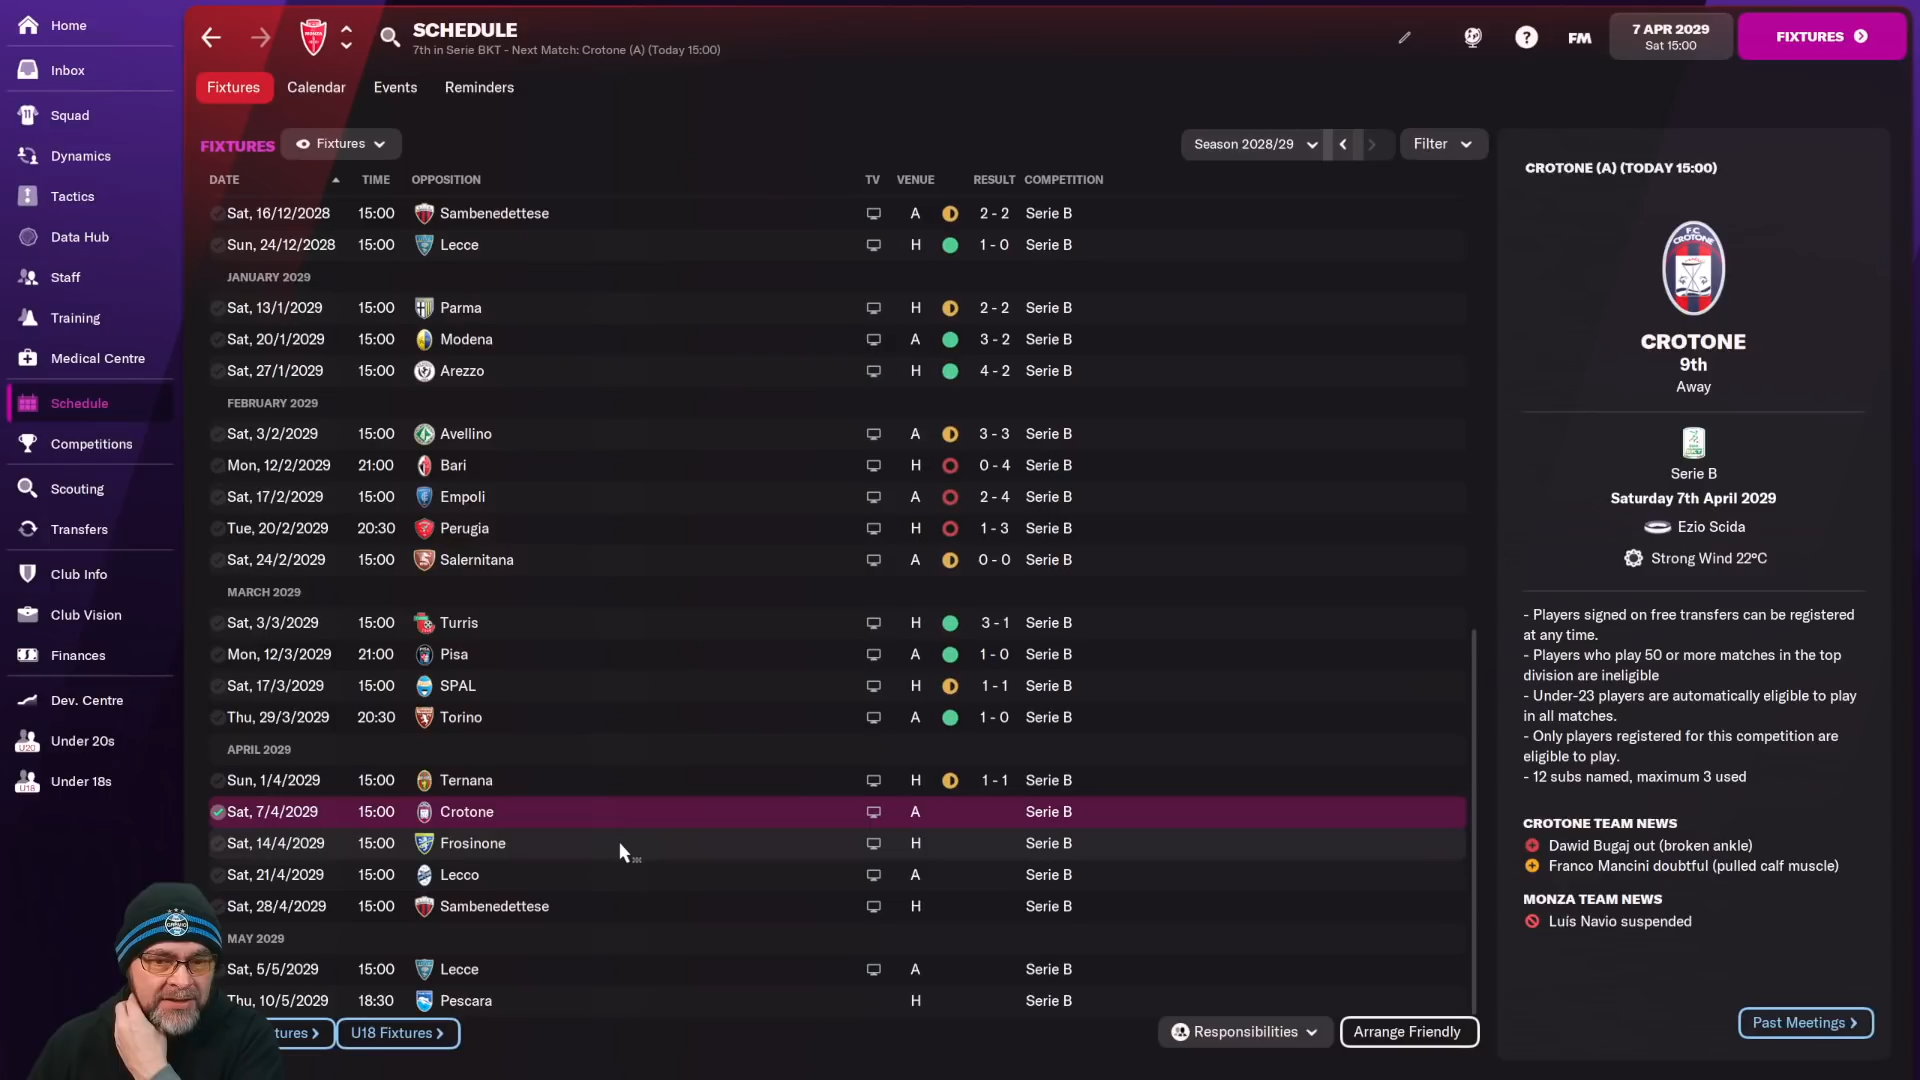 Home
Inbox
Squad
Dynamics
Tactics
Data Hub
Staff
Training
Medical Centre
Schedule
Competitions
Scouting
Transfers
Club Info
Club Vision
Finances
Dev. Centre
Under 20s
Under 18s
SCHEDULE
7th in Serie BKT - Next Match: Crotone (A) (Today 15:00)
FM
7 APR 2029
Sat 15:00
FIXTURES
Fixtures Calendar Events Reminders
FIXTURES Fixtures Season 2028/29 Filter
DATE TIME OPPOSITION TV VENUE RESULT COMPETITION
Sat, 16/12/2028 15:00 Sambenedettese A 2 - 2 Serie B
Sun, 24/12/2028 15:00 Lecce H 1 - 0 Serie B
JANUARY 2029
Sat, 13/1/2029 15:00 Parma H 2 - 2 Serie B
Sat, 20/1/2029 15:00 Modena A 3 - 2 Serie B
Sat, 27/1/2029 15:00 Arezzo H 4 - 2 Serie B
FEBRUARY 2029
Sat, 3/2/2029 15:00 Avellino A 3 - 3 Serie B
Mon, 12/2/2029 21:00 Bari H 0 - 4 Serie B
Sat, 17/2/2029 15:00 Empoli A 2 - 4 Serie B
Tue, 20/2/2029 20:30 Perugia H 1 - 3 Serie B
Sat, 24/2/2029 15:00 Salernitana A 0 - 0 Serie B
MARCH 2029
Sat, 3/3/2029 15:00 Turris H 3 - 1 Serie B
Mon, 12/3/2029 21:00 Pisa A 1 - 0 Serie B
Sat, 17/3/2029 15:00 SPAL H 1 - 1 Serie B
Thu, 29/3/2029 20:30 Torino A 1 - 0 Serie B
APRIL 2029
Sun, 1/4/2029 15:00 Ternana H 1 - 1 Serie B
Sat, 7/4/2029 15:00 Crotone A Serie B
Sat, 14/4/2029 15:00 Frosinone H Serie B
Sat, 21/4/2029 15:00 Lecco A Serie B
Sat, 28/4/2029 15:00 Sambenedettese H Serie B
MAY 2029
Sat, 5/5/2029 15:00 Lecce A Serie B
Thu, 10/5/2029 18:30 Pescara H Serie B
U18 Fixtures Responsibilities Arrange Friendly
CROTONE (A) (TODAY 15:00)
F.C. CROTONE
CROTONE
9th
Away
Serie B
Saturday 7th April 2029
Ezio Scida
Strong Wind 22°C
- Players signed on free transfers can be registered
at any time.
- Players who play 50 or more matches in the top
division are ineligible
- Under-23 players are automatically eligible to play
in all matches.
- Only players registered for this competition are
eligible to play.
- 12 subs named, maximum 3 used
CROTONE TEAM NEWS
Dawid Bugaj out (broken ankle)
Franco Mancini doubtful (pulled calf muscle)
MONZA TEAM NEWS
Luís Navio suspended
Past Meetings